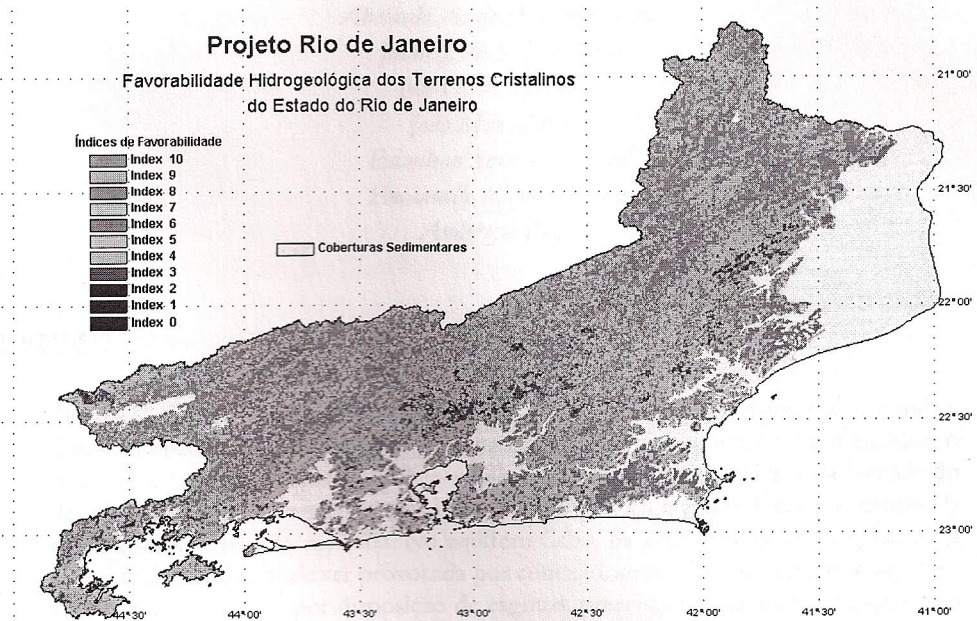 Projeto Rio de Janeiro
Favorabilidade Hidrogeológica dos Terrenos Cristalinos
do Estado do Rio de Janeiro
Índices de Favorabilidade
Index 10
Index 9
Index 8
Index 7
Index 6
Index 5
Index 4
Index 3
Index 2
Index 1
Index 0
Coberturas Sedimentares
21°00'
21°30'
22°00'
22°30'
23°00'
44°30'
44°00'
43°30'
43°00'
42°30'
42°00'
41°30'
41°00'